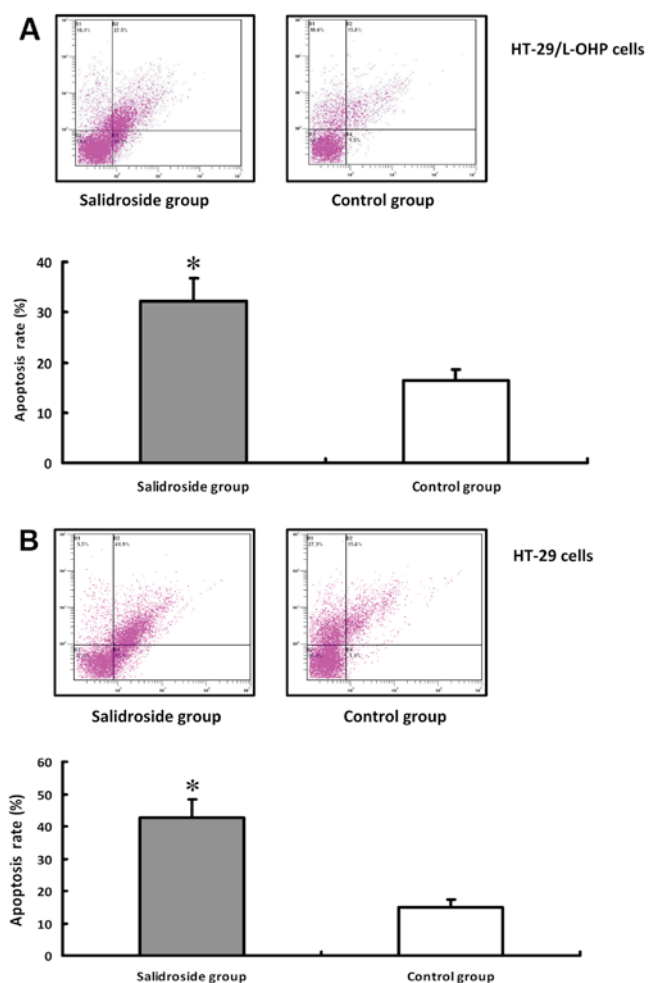 A
HT-29/L-OHP cells
Salidroside group
Control group
Apoptosis rate (%)
40
30
20
10
0
*
Salidroside group
Control group
B
HT-29 cells
Salidroside group
Control group
Apoptosis rate (%)
60
50
40
30
20
10
0
*
Salidroside group
Control group